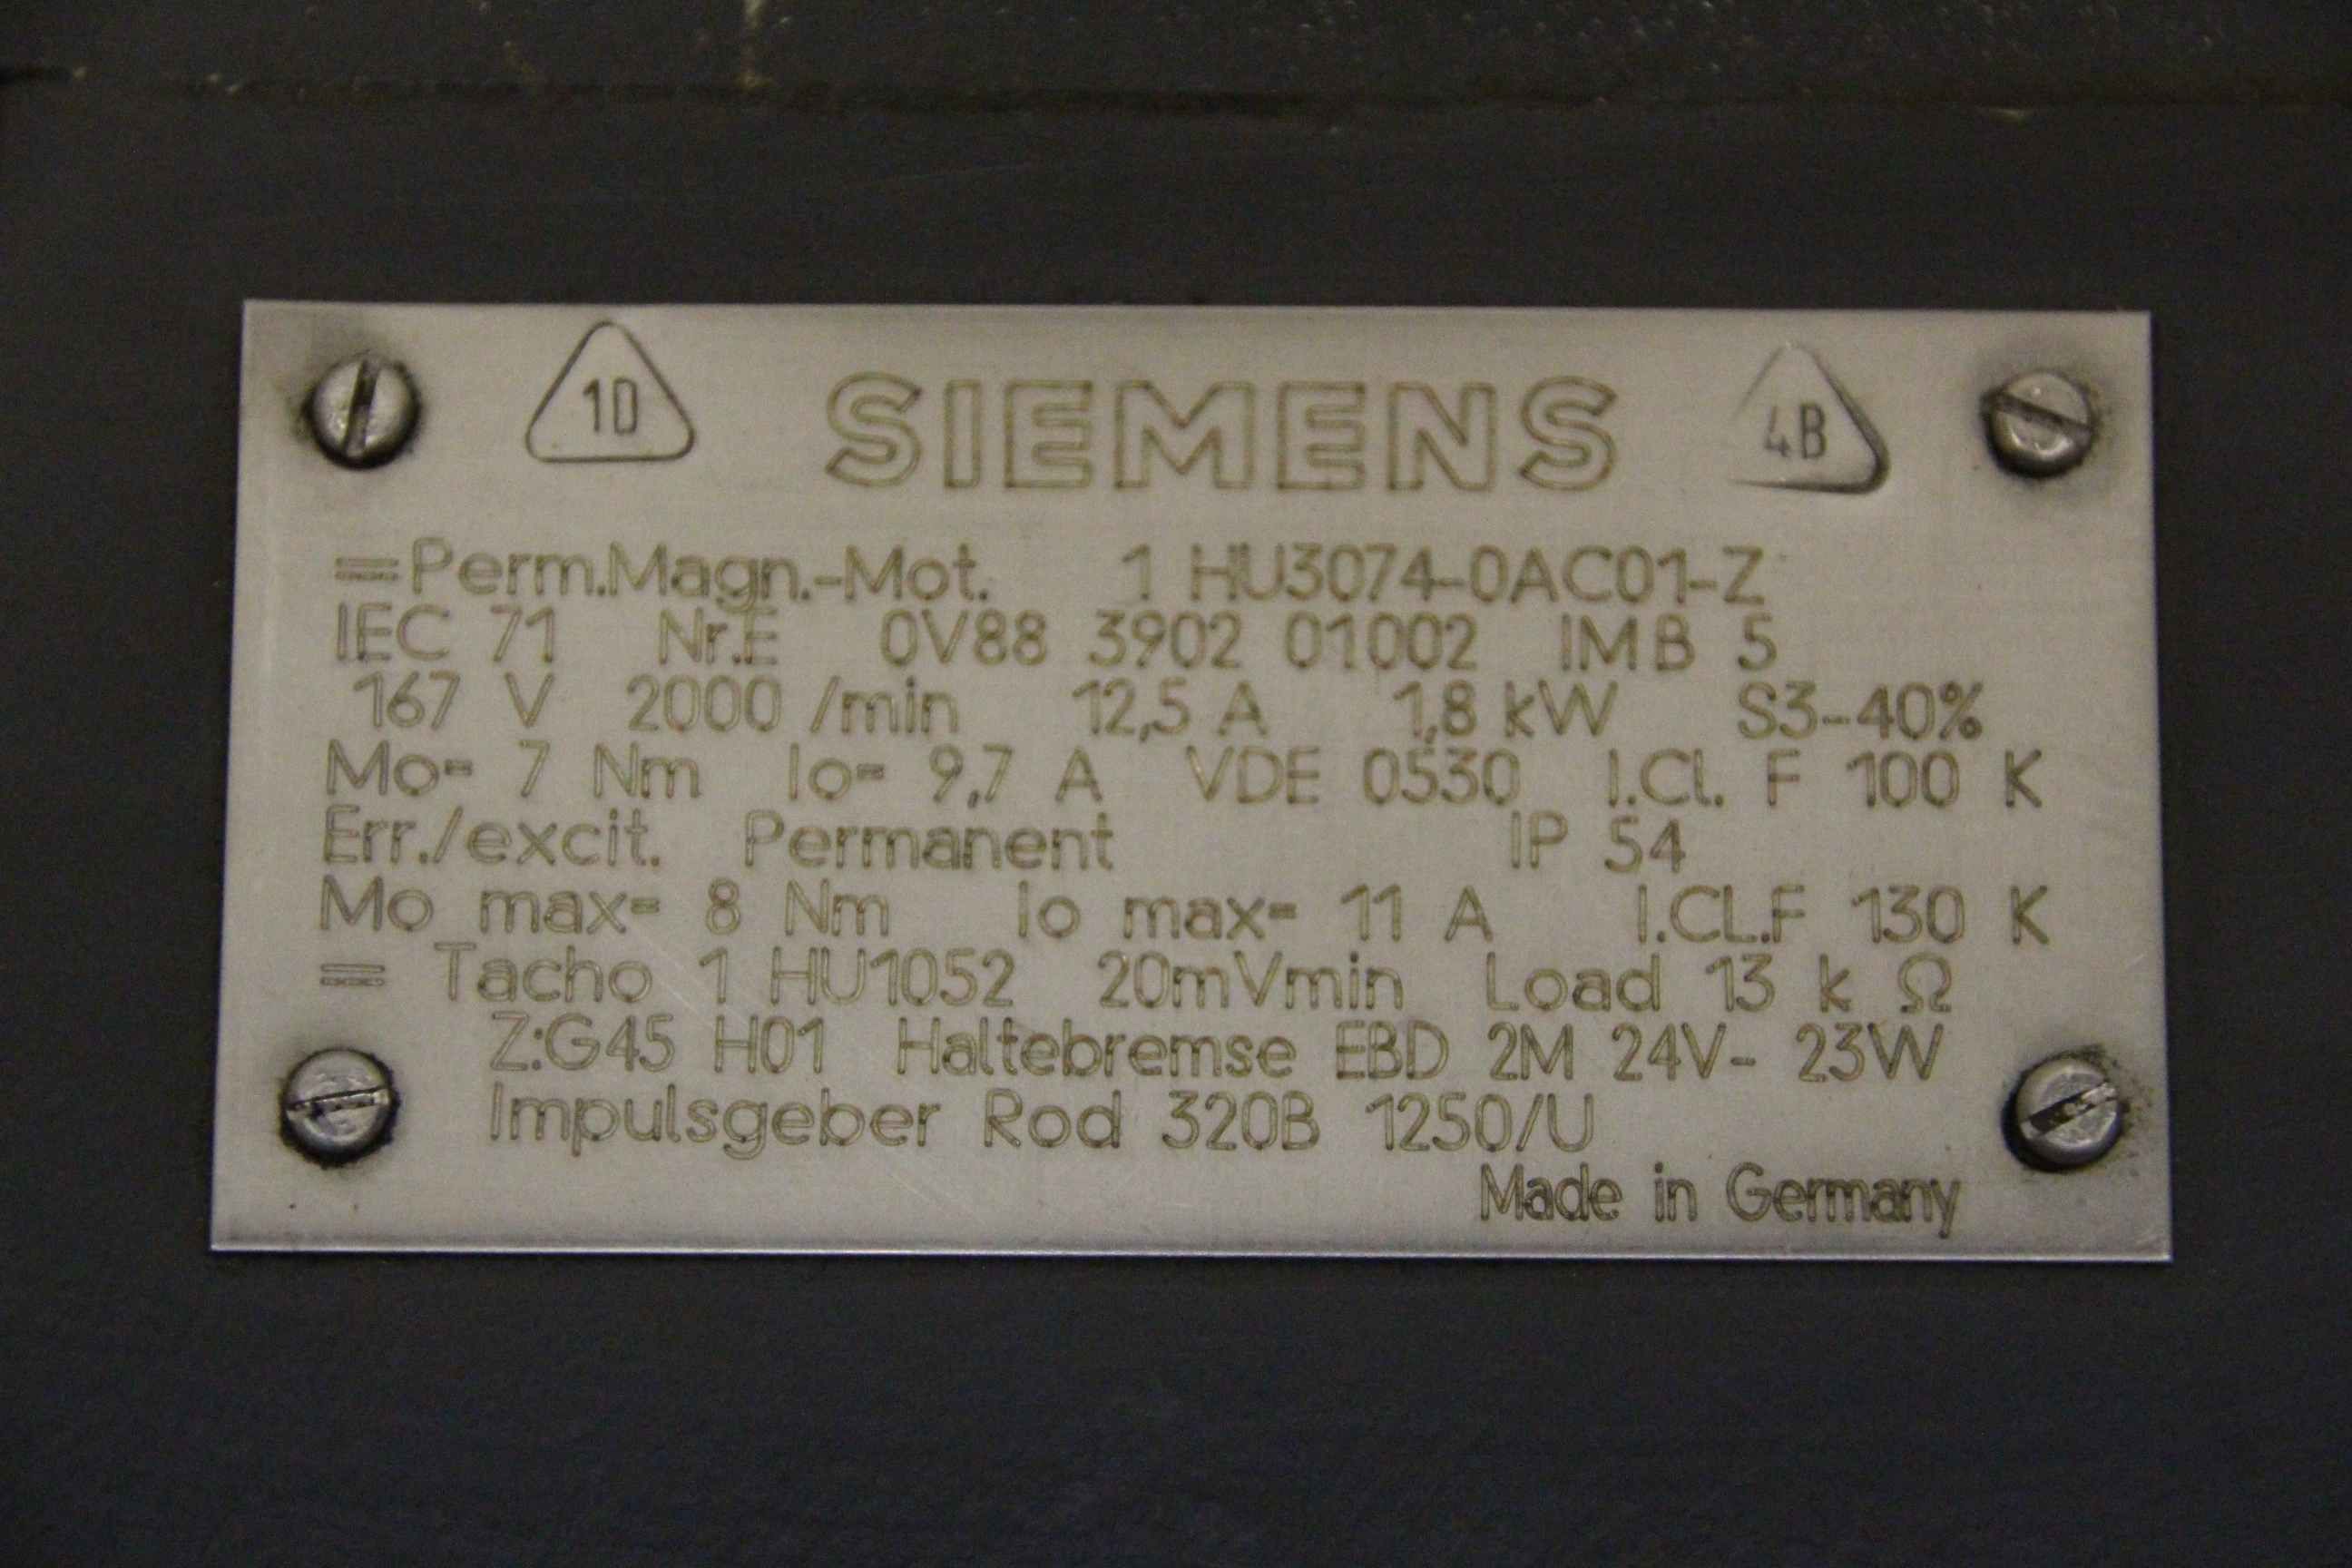 1D SIEMENS 4B
=Perm.Magn.-Mot. 1 HU3074-0AC01-Z
IEC 71 Nr.E 0V88 3902 01002 IMB 5
167 V 2000 /min 12,5 A 1,8 kW S3-40%
Mo= 7 Nm Io= 9,7 A VDE 0530 I.Cl. F 100 K
Err./excit. Permanent IP 54
Mo max= 8 Nm Io max= 11 A I.CL.F 130 K
= Tacho 1 HU1052 20mVmin Load 13 k Ω
Z:G45 H01 Haltebremse EBD 2M 24V- 23W
Impulsgeber Rod 320B 1250/U
Made in Germany